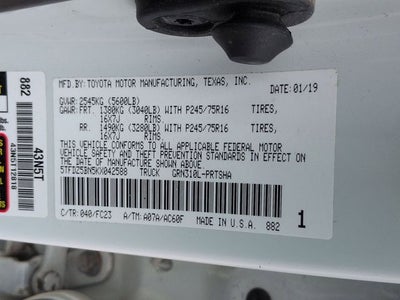 MFD.BY: TOYOTA MOTOR MANUFACTURING, TEXAS, INC.
01/19
GVWR: 2545KG (5600LB)
GAWR: FRT. 1380KG (3040LB) WITH P245/75R16 TIRES,
16X7J RIMS
RR. 1490KG (3280LB) WITH P245/75R16 TIRES,
16X7J RIMS
THIS VEHICLE CONFORMS TO ALL APPLICABLE FEDERAL MOTOR
VEHICLE SAFETY AND THEFT PREVENTION STANDARDS IN EFFECT ON
THE DATE OF MANUFACTURE SHOWN ABOVE.
TRUCK GRN310L-PRTSHA
C/TR: 040/FC23 A/TM: A07A/AC60F MADE IN U.S.A. 882 1
882
43N5T